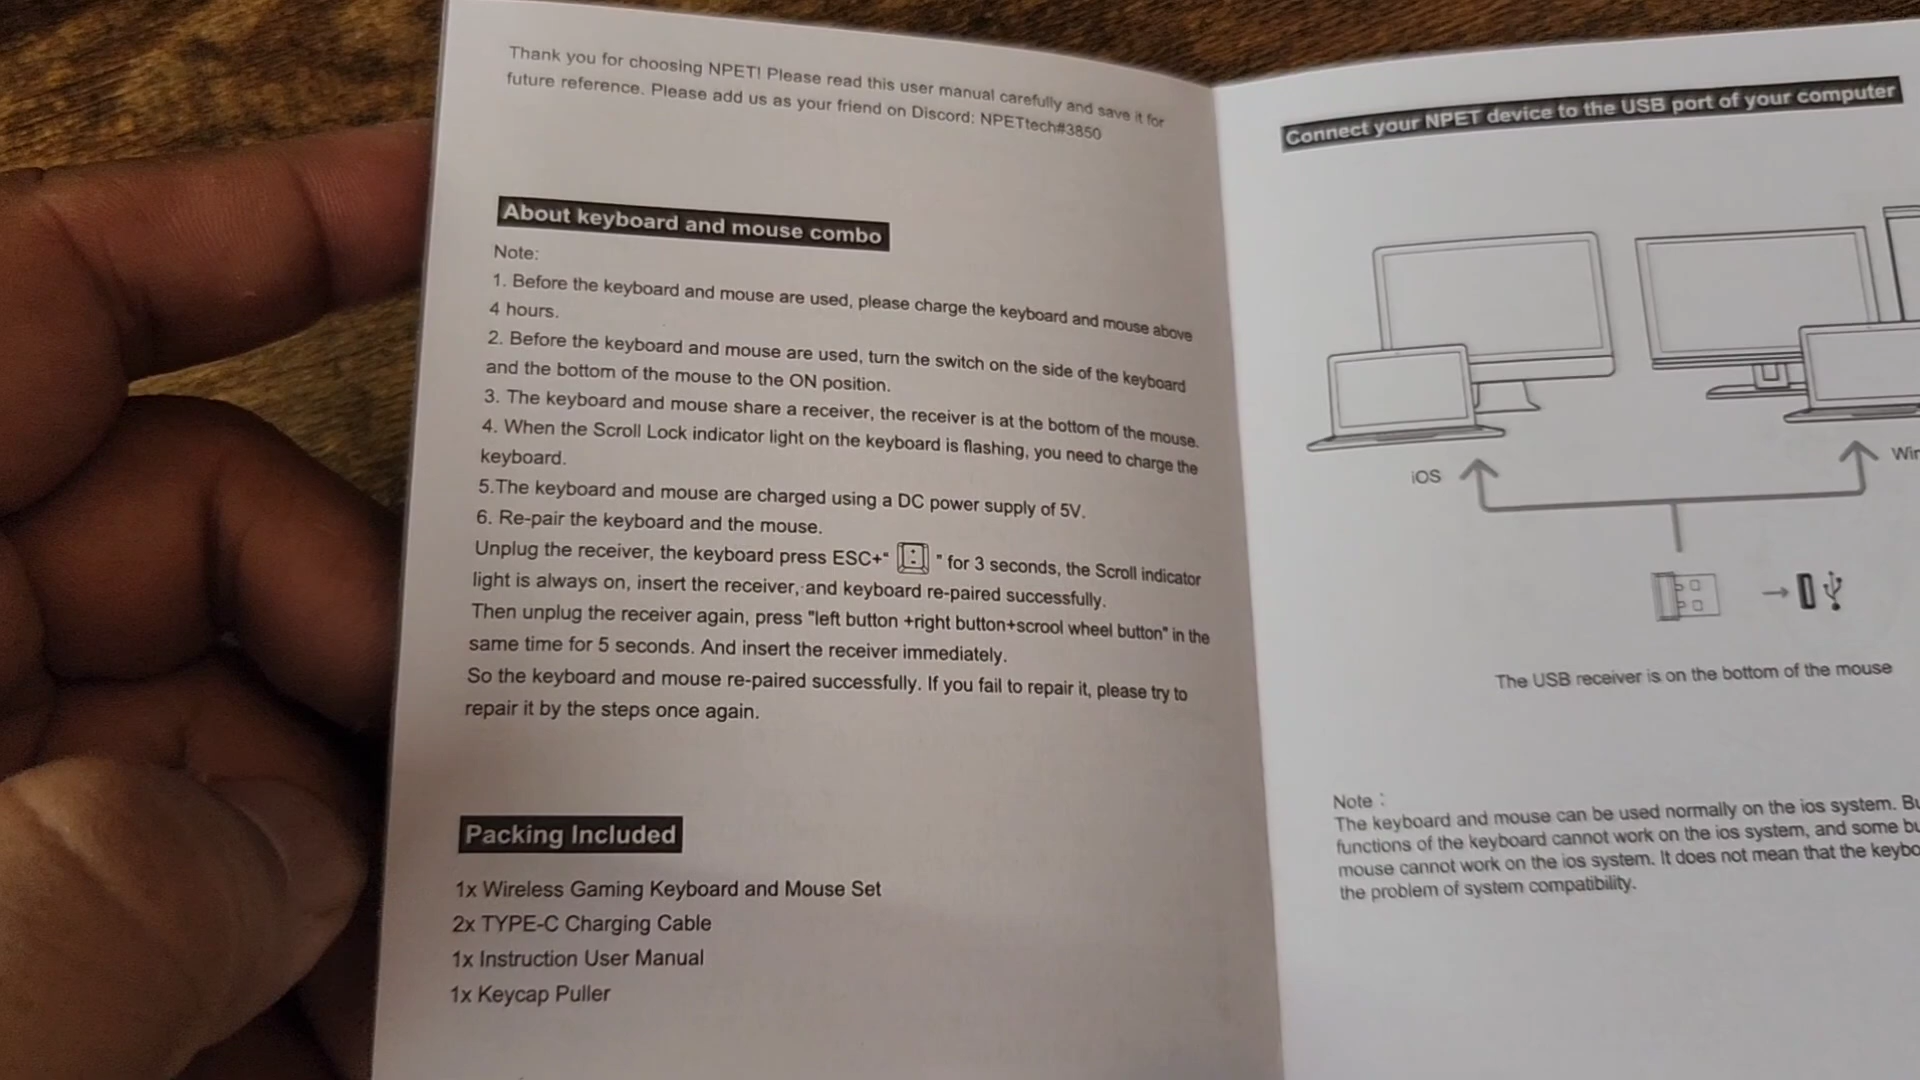 Thank you for choosing NPET! Please read this user manual carefully and save it for
future reference. Please add us as your friend on Discord: NPETtech#3850
About keyboard and mouse combo
Note:
1. Before the keyboard and mouse are used, please charge the keyboard and mouse above
4 hours.
2. Before the keyboard and mouse are used, turn the switch on the side of the keyboard
and the bottom of the mouse to the ON position.
3. The keyboard and mouse share a receiver, the receiver is at the bottom of the mouse.
4. When the Scroll Lock indicator light on the keyboard is flashing, you need to charge the
keyboard.
5.The keyboard and mouse are charged using a DC power supply of 5V.
6. Re-pair the keyboard and the mouse.
Unplug the receiver, the keyboard press ESC+" : " for 3 seconds, the Scroll indicator
light is always on, insert the receiver, and keyboard re-paired successfully.
Then unplug the receiver again, press "left button +right button+scrool wheel button" in the
same time for 5 seconds. And insert the receiver immediately.
So the keyboard and mouse re-paired successfully. If you fail to repair it, please try to
repair it by the steps once again.
Packing Included
1x Wireless Gaming Keyboard and Mouse Set
2x TYPE-C Charging Cable
1x Instruction User Manual
1x Keycap Puller
Connect your NPET device to the USB port of your computer
iOS
The USB receiver is on the bottom of the mouse
Note :
The keyboard and mouse can be used normally on the ios system.
functions of the keyboard cannot work on the ios system, and some
mouse cannot work on the ios system. It does not mean that the
the problem of system compatibility.